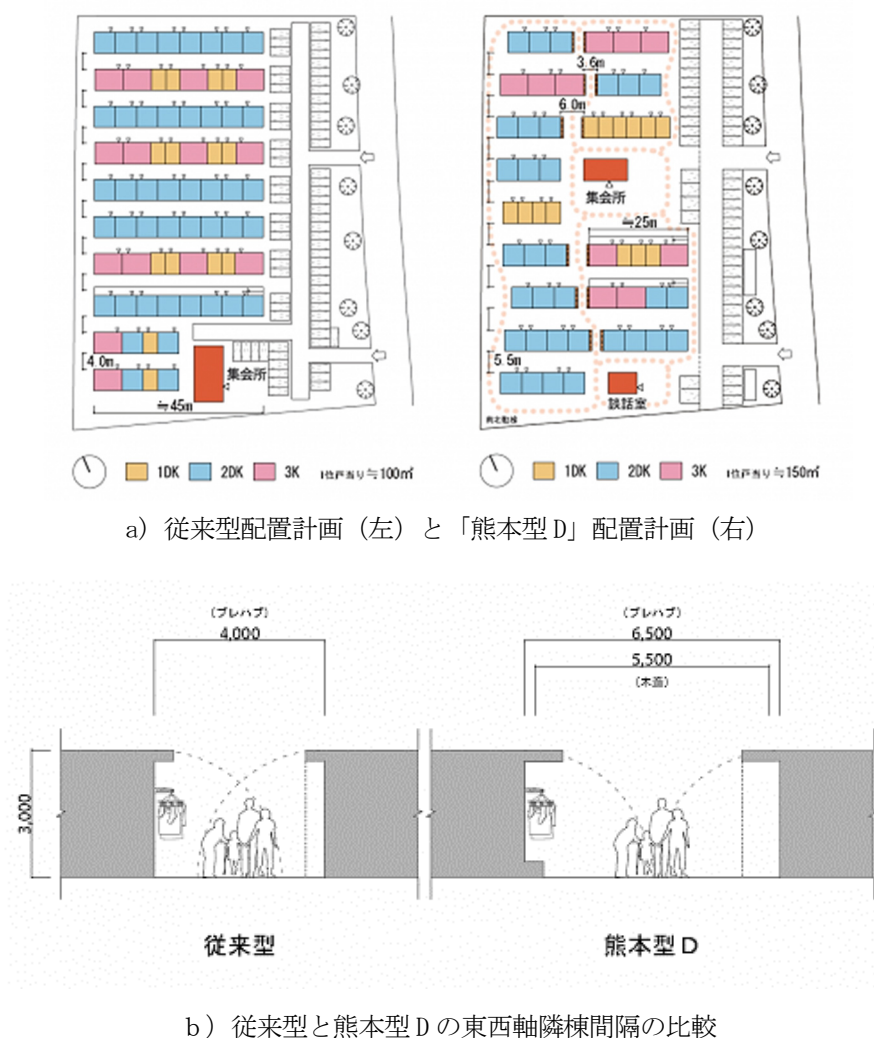 3.6m
6.0m
集会所
≒25m
4.0m
集会所
5.5m
≒45m
談話室
1DK 2DK 3K 1住戸当り≒100㎡
1DK 2DK 3K 1住戸当り≒150㎡
a）従来型配置計画（左）と「熊本型D」配置計画（右）
(プレハブ)
4,000
(プレハブ)
6,500
5,500
(木造)
3,000
従来型
熊本型D
b）従来型と熊本型Dの東西軸隣棟間隔の比較